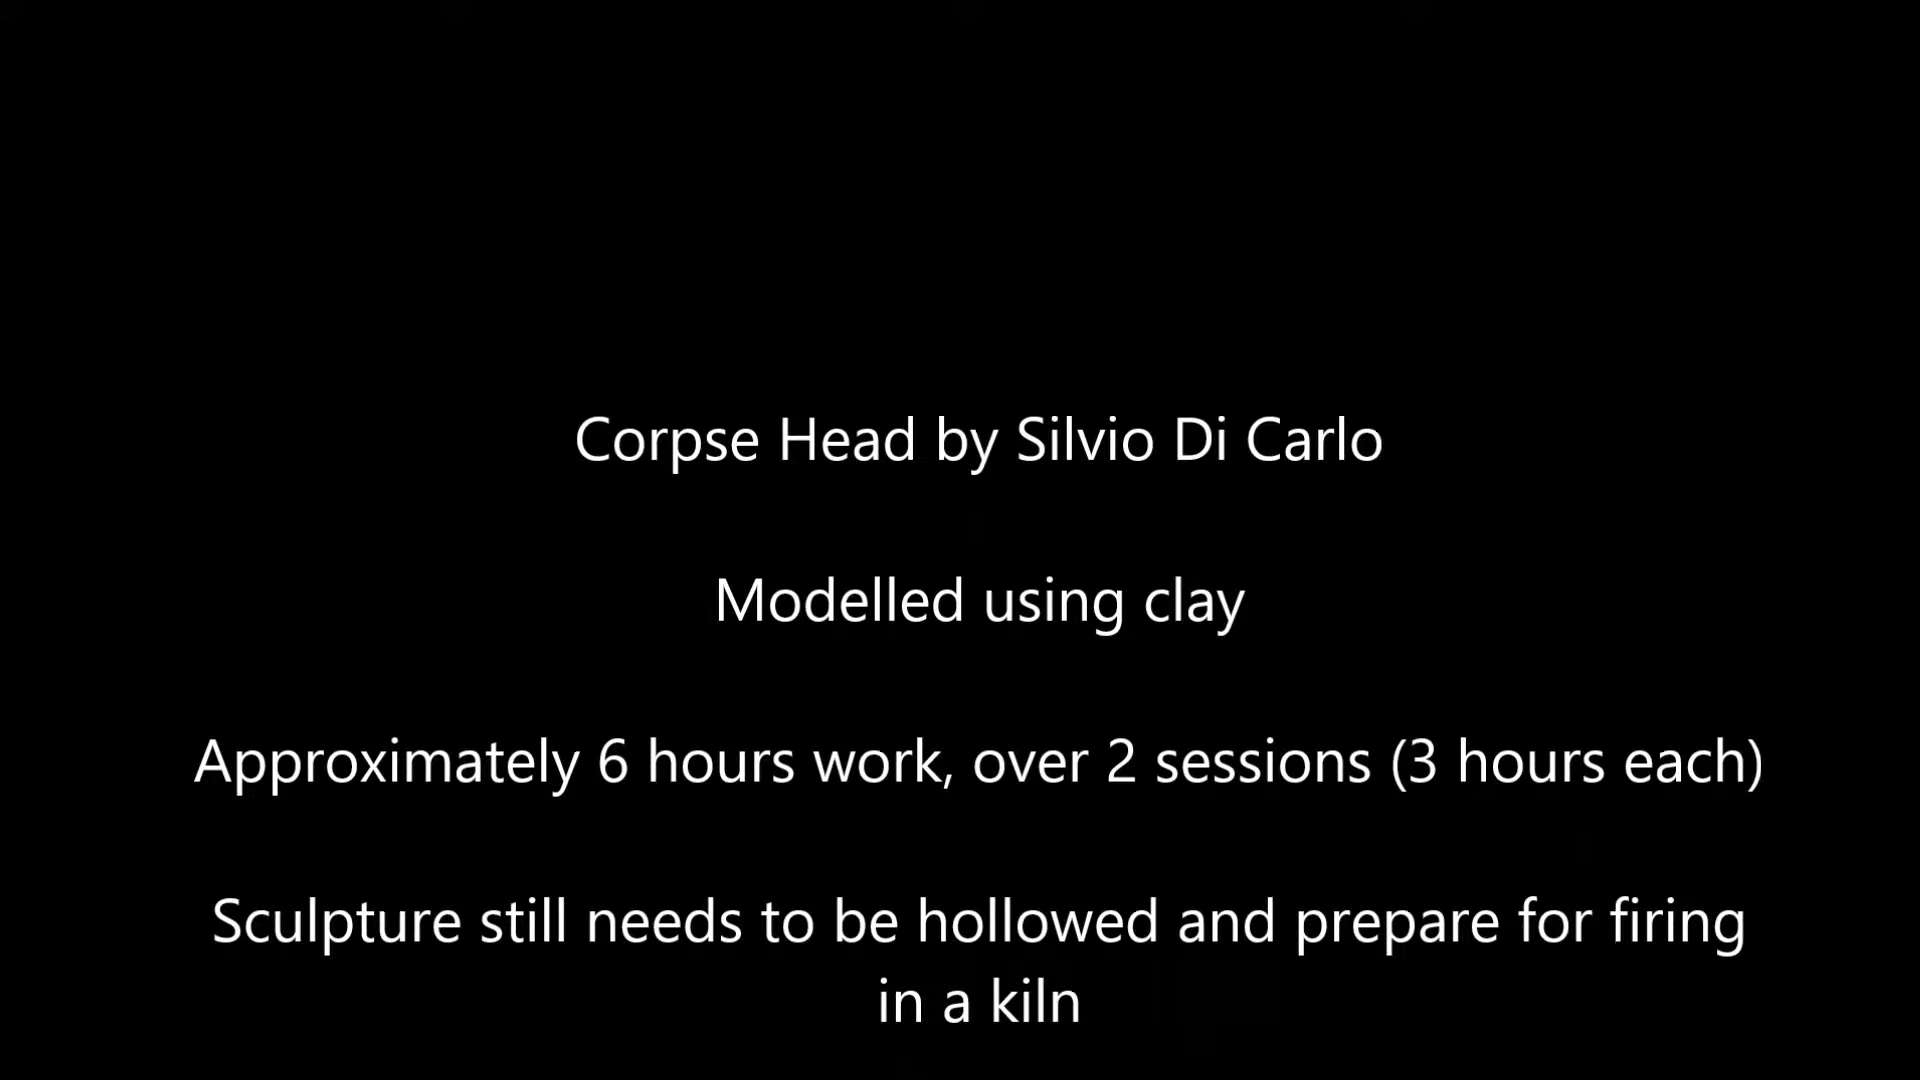 Corpse Head by Silvio Di Carlo
Modelled using clay
Approximately 6 hours work, over 2 sessions (3 hours each)
Sculpture still needs to be hollowed and prepare for firing
in a kiln